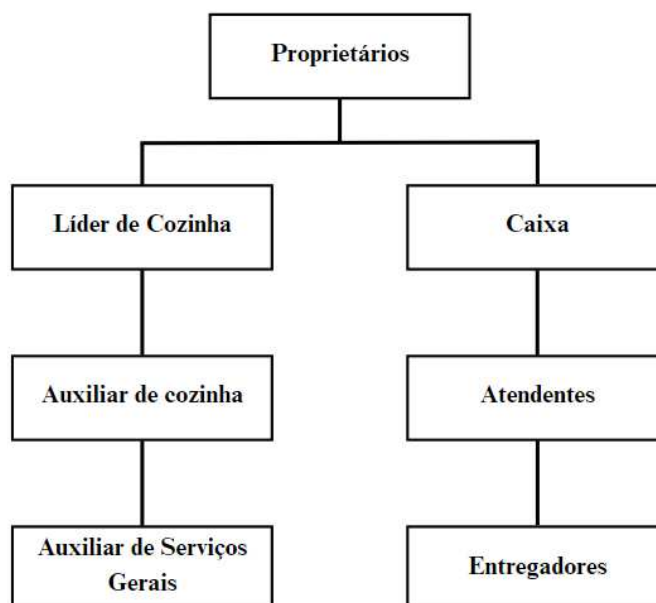 Proprietários
Líder de Cozinha
Caixa
Auxiliar de cozinha
Atendentes
Auxiliar de Serviços
Gerais
Entregadores